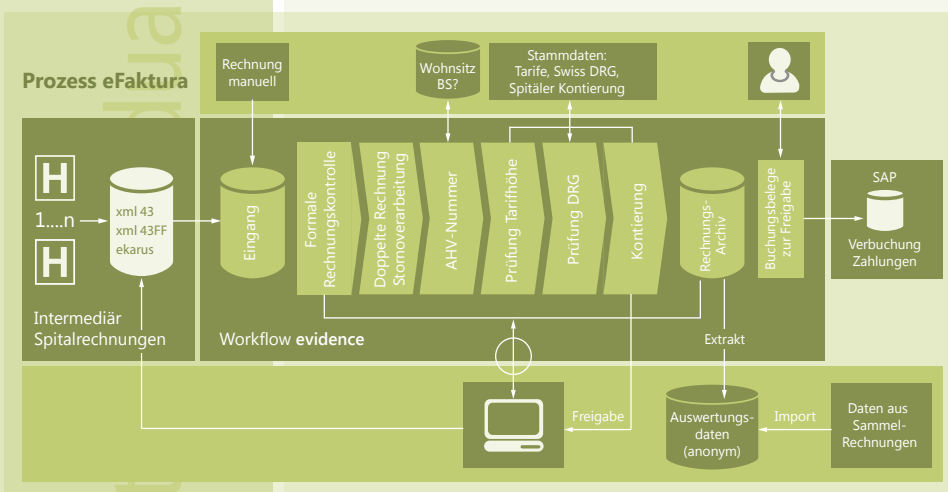 Prozess eFaktura
Rechnung
manuell
Wohnsitz
BS?
Stammdaten:
Tarife, Swiss DRG,
Spitäler Kontierung
H
1....n
H
xml 43
xml 43FF
ekarus
Intermediär
Spitalrechnungen
Eingang
Formale
Rechnungskontrolle
Doppelte Rechnung
Stornoverarbeitung
AHV-Nummer
Prüfung Tarifhöhe
Prüfung DRG
Kontierung
Rechnungs-
Archiv
Buchungsbelege
zur Freigabe
SAP
Verbuchung
Zahlungen
Workflow evidence
Extrakt
Freigabe
Auswertungs-
daten
(anonym)
Import
Daten aus
Sammel-
Rechnungen